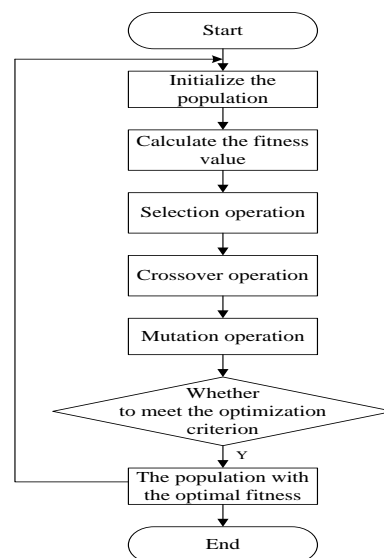 Start
Initialize the
population
Calculate the fitness
value
Selection operation
Crossover operation
Mutation operation
Whether
to meet the optimization
criterion
Y
The population with
the optimal fitness
End